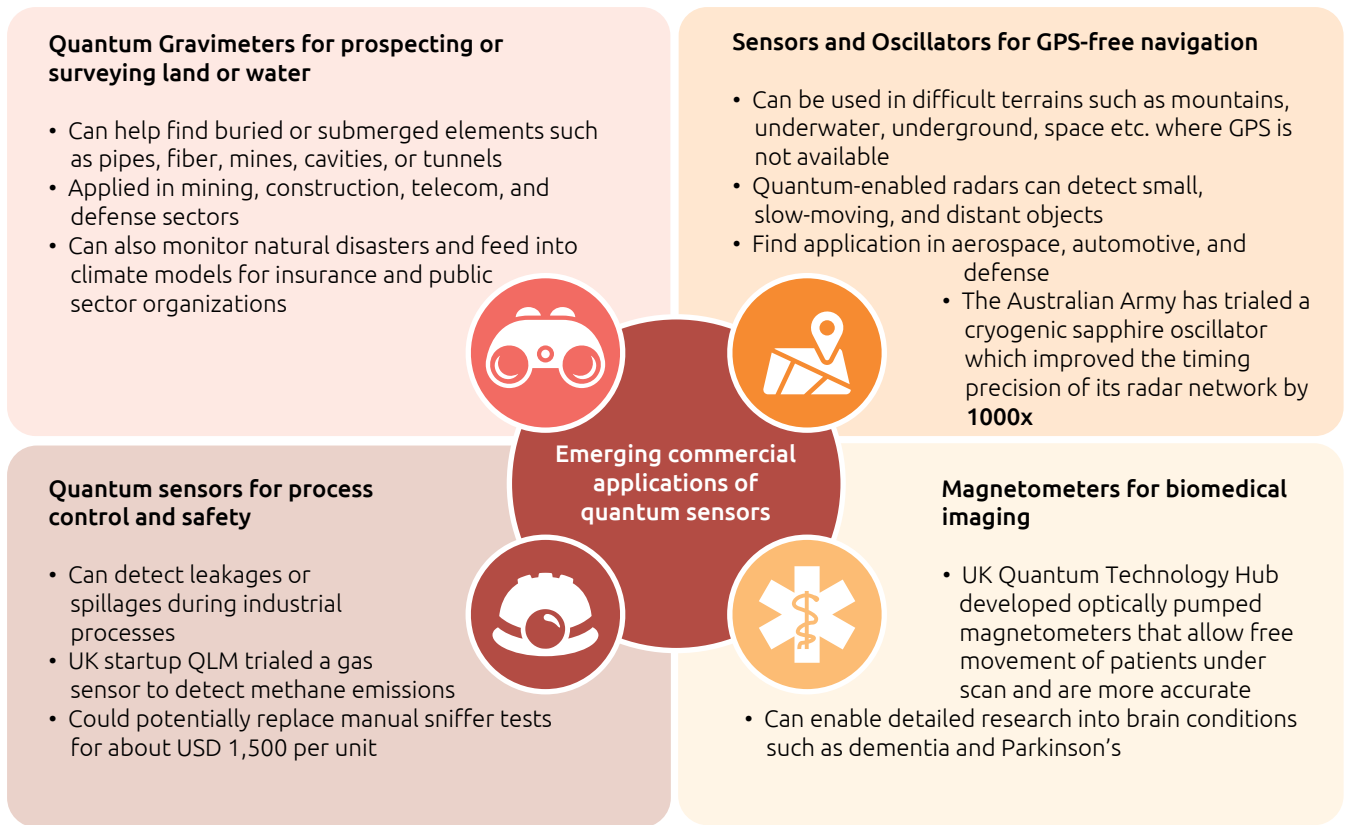 Quantum Gravimeters for prospecting or
surveying land or water
• Can help find buried or submerged elements such
as pipes, fiber, mines, cavities, or tunnels
• Applied in mining, construction, telecom, and
defense sectors
• Can also monitor natural disasters and feed into
climate models for insurance and public
sector organizations
Sensors and Oscillators for GPS-free navigation
• Can be used in difficult terrains such as mountains,
underwater, underground, space etc. where GPS is
not available
• Quantum-enabled radars can detect small,
slow-moving, and distant objects
• Find application in aerospace, automotive, and
defense
• The Australian Army has trialed a
cryogenic sapphire oscillator
which improved the timing
precision of its radar network by
1000x
Emerging commercial
applications of
quantum sensors
Quantum sensors for process
control and safety
• Can detect leakages or
spillages during industrial
processes
• UK startup QLM trialed a gas
sensor to detect methane emissions
• Could potentially replace manual sniffer tests
for about USD 1,500 per unit
Magnetometers for biomedical
imaging
• UK Quantum Technology Hub
developed optically pumped
magnetometers that allow free
movement of patients under
scan and are more accurate
• Can enable detailed research into brain conditions
such as dementia and Parkinson’s